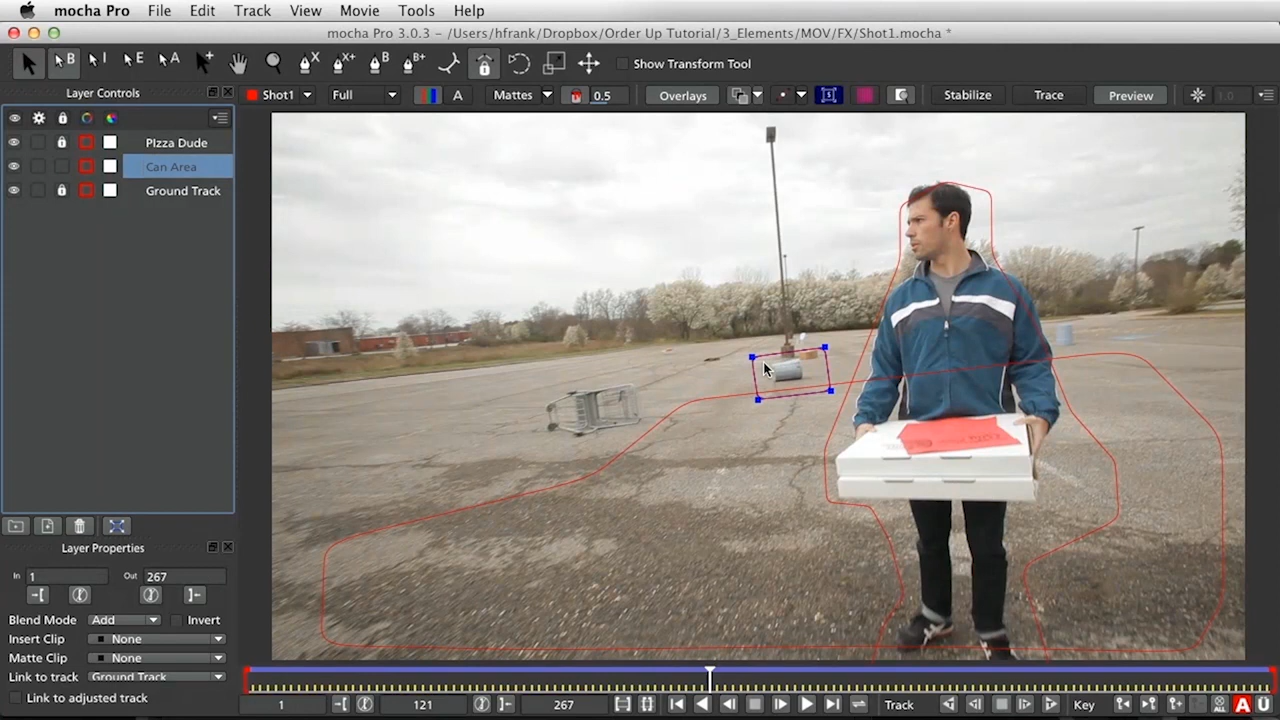 mocha Pro File Edit Track View Movie Tools Help
mocha Pro 3.0.3 - /Users/hfrank/Dropbox/Order Up Tutorial/3_Elements/MOV/FX/Shot1.mocha *
B I E A X X+ B B+ Show Transform Tool
Layer Controls
Shot1 Full A Mattes 0.5 Overlays Stabilize Trace Preview 1.0
PIzza Dude
Can Area
Ground Track
Layer Properties
In 1 Out 267
Blend Mode Add Invert
Insert Clip None
Matte Clip None
Link to track Ground Track
Link to adjusted track
1 121 267 Track Key ALL A Ü